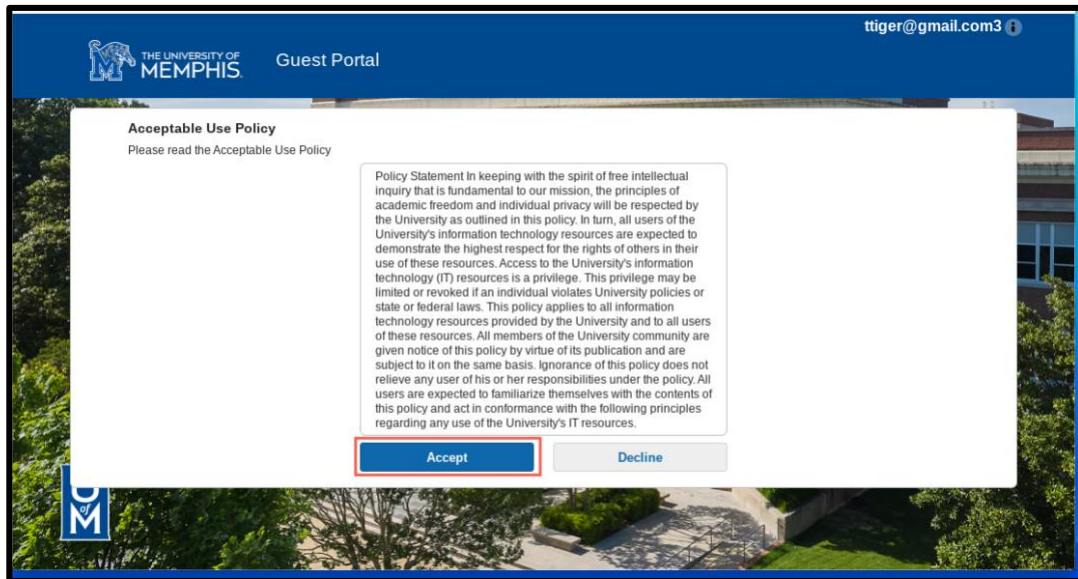 ttiger@gmail.com3
THE UNIVERSITY OF
MEMPHIS.
Guest Portal
Acceptable Use Policy
Please read the Acceptable Use Policy
Policy Statement In keeping with the spirit of free intellectual
inquiry that is fundamental to our mission, the principles of
academic freedom and individual privacy will be respected by
the University as outlined in this policy. In turn, all users of the
University's information technology resources are expected to
demonstrate the highest respect for the rights of others in their
use of these resources. Access to the University's information
technology (IT) resources is a privilege. This privilege may be
limited or revoked if an individual violates University policies or
state or federal laws. This policy applies to all information
technology resources provided by the University and to all users
of these resources. All members of the University community are
given notice of this policy by virtue of its publication and are
subject to it on the same basis. Ignorance of this policy does not
relieve any user of his or her responsibilities under the policy. All
users are expected to familiarize themselves with the contents of
this policy and act in conformance with the following principles
regarding any use of the University's IT resources.
Accept
Decline
U
of
M